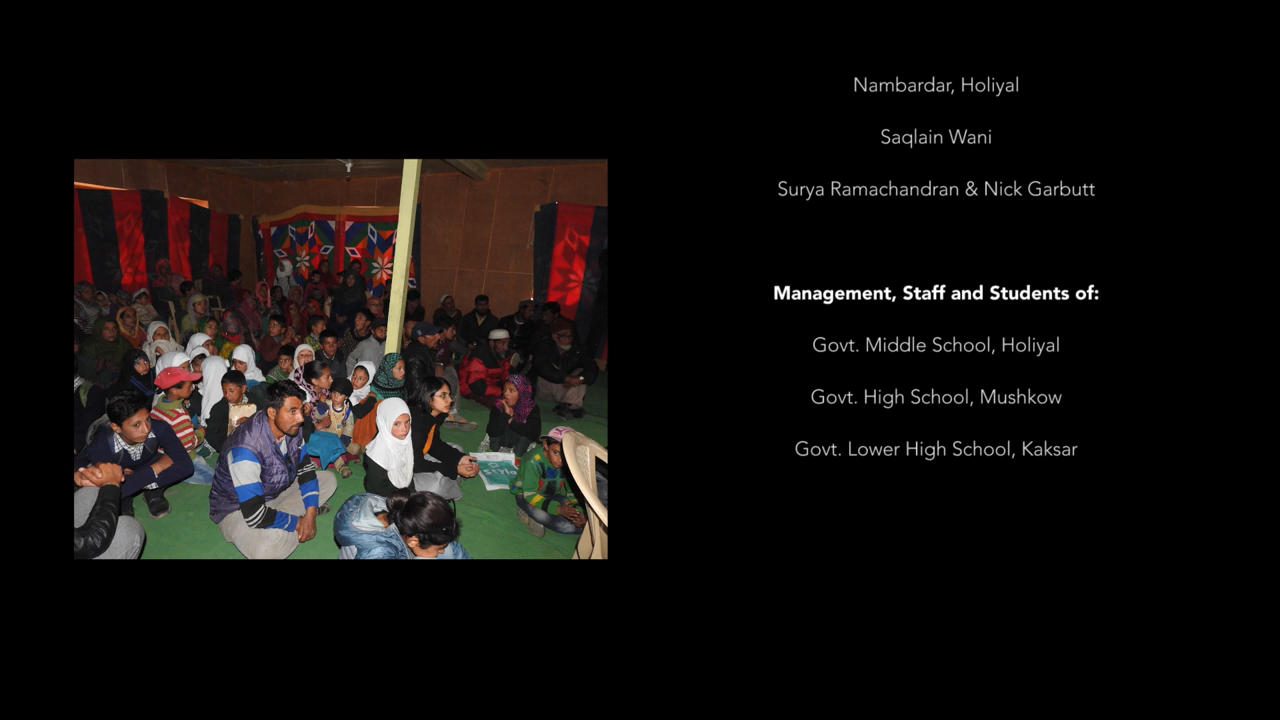 Nambardar, Holiyal
Saqlain Wani
Surya Ramachandran & Nick Garbutt
Management, Staff and Students of:
Govt. Middle School, Holiyal
Govt. High School, Mushkow
Govt. Lower High School, Kaksar